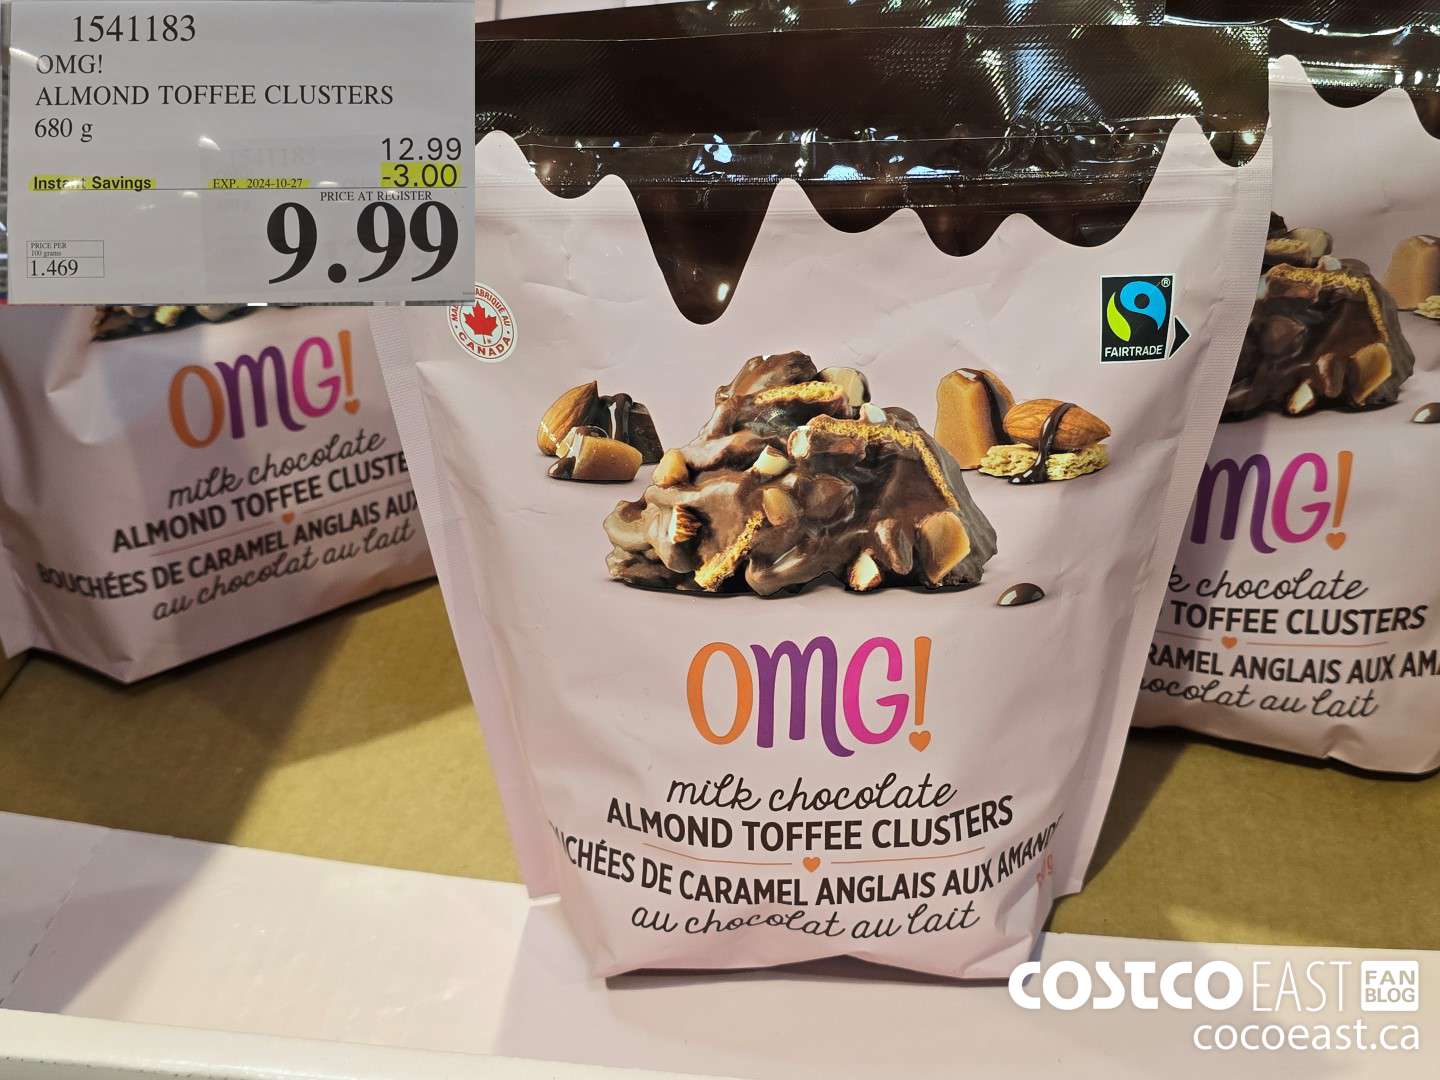 1541183
OMG!
ALMOND TOFFEE CLUSTERS
680 g
12.99
Instant Savings EXP. 2024-10-27 -3.00
PRICE AT REGISTER
9.99
PRICE PER
100 grams
1.469
CANADA
FAIRTRADE
OMG!
milk chocolate
ALMOND TOFFEE CLUSTERS
CHÉES DE CARAMEL ANGLAIS AUX AMAND
au chocolat au lait
OMG!
milk chocolate
ALMOND TOFFEE CLUSTE
BOUCHÉES DE CARAMEL ANGLAIS AUX
au chocolat au lait
MG!
k chocolate
TOFFEE CLUSTERS
RAMEL ANGLAIS AUX AM
ocolat au lait
COSTCO EAST FAN BLOG
cocoeast.ca